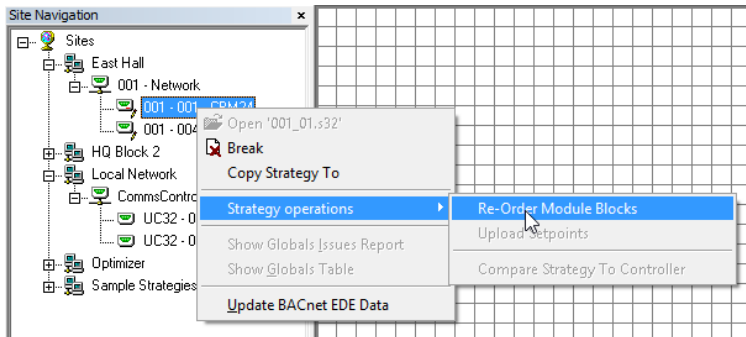 Site Navigation x
Sites
East Hall
001 - Network
001 - 001 - CBM24
001 - 004
HQ Block 2
Local Network
CommsContro
UC32 - 0
UC32 - 0
Optimizer
Sample Strategies
Open '001_01.s32'
Break
Copy Strategy To
Strategy operations
Show Globals Issues Report
Show Globals Table
Update BACnet EDE Data
Re-Order Module Blocks
Upload Setpoints
Compare Strategy To Controller